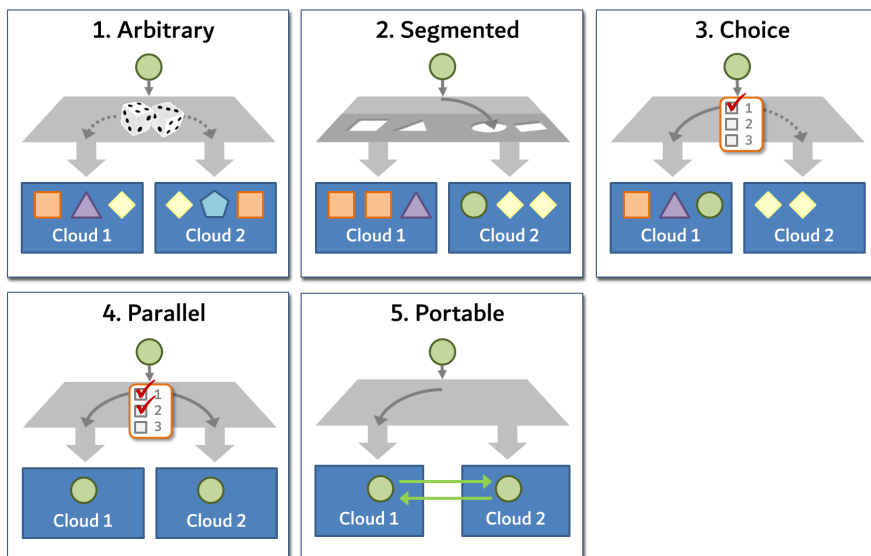 1. Arbitrary
Cloud 1
Cloud 2
2. Segmented
Cloud 1
Cloud 2
3. Choice
1
2
3
Cloud 1
Cloud 2
4. Parallel
1
2
3
Cloud 1
Cloud 2
5. Portable
Cloud 1
Cloud 2